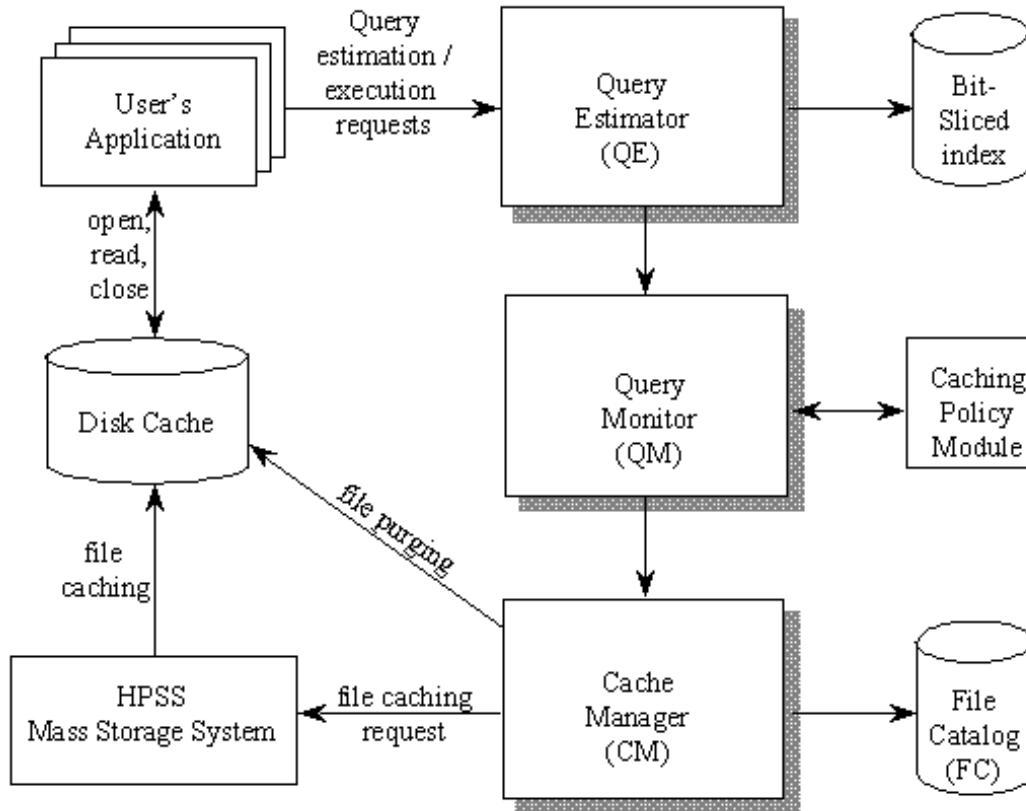 Query
estimation /
execution
requests
User's
Application
Query
Estimator
(QE)
Bit-
Sliced
index
open,
read,
close
Disk Cache
Query
Monitor
(QM)
Caching
Policy
Module
file purging
file
caching
HPSS
Mass Storage System
file caching
request
Cache
Manager
(CM)
File
Catalog
(FC)